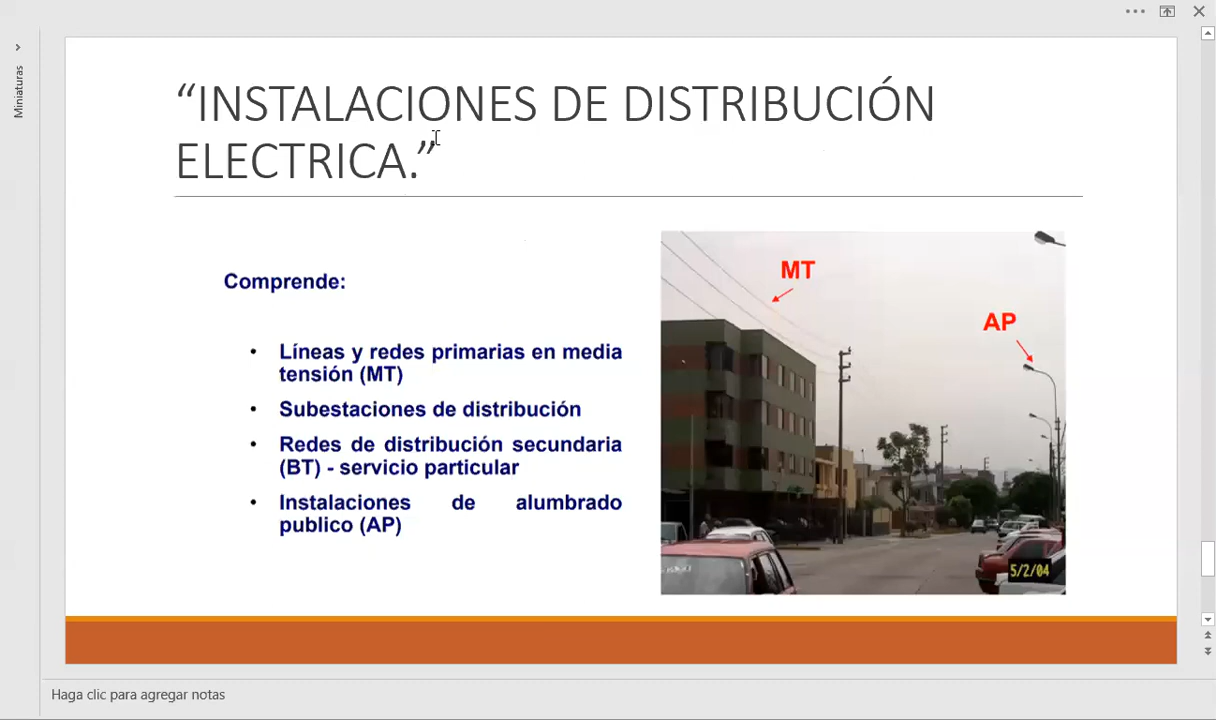 Miniaturas
“INSTALACIONES DE DISTRIBUCIÓN
ELECTRICA.”
Comprende:
• Líneas y redes primarias en media
tensión (MT)
• Subestaciones de distribución
• Redes de distribución secundaria
(BT) - servicio particular
• Instalaciones de alumbrado
publico (AP)
MT
AP
5/2/04
Haga clic para agregar notas